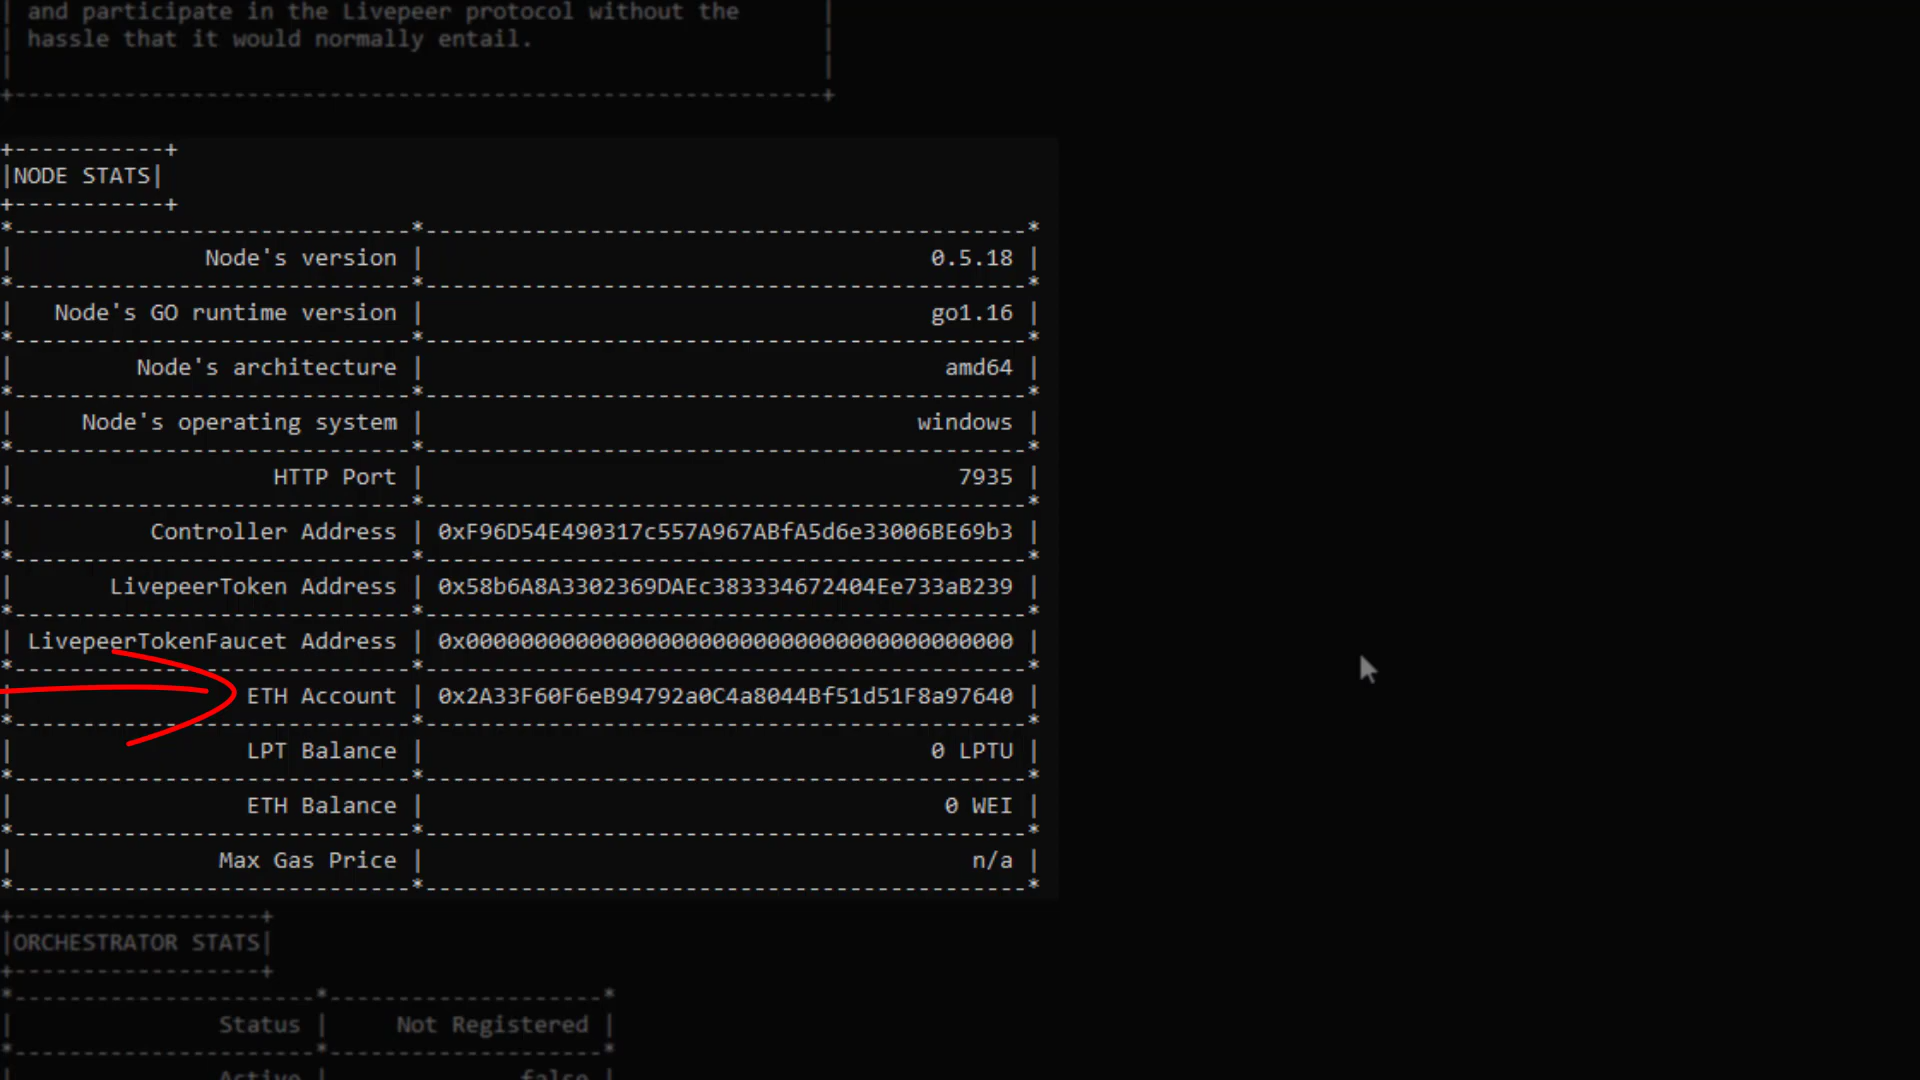 and participate in the Livepeer protocol without the
hassle that it would normally entail.
NODE STATS
Node's version | 0.5.18
Node's GO runtime version | go1.16
Node's architecture | amd64
Node's operating system | windows
HTTP Port | 7935
Controller Address | 0xF96D54E490317c557A967ABfA5d6e33006BE69b3
LivepeerToken Address | 0x58b6A8A3302369DAEc383334672404Ee733aB239
LivepeerTokenFaucet Address | 0x0000000000000000000000000000000000000000
ETH Account | 0x2A33F60F6eB94792a0C4a8044Bf51d51F8a97640
LPT Balance | 0 LPTU
ETH Balance | 0 WEI
Max Gas Price | n/a
ORCHESTRATOR STATS
Status | Not Registered
Active | false